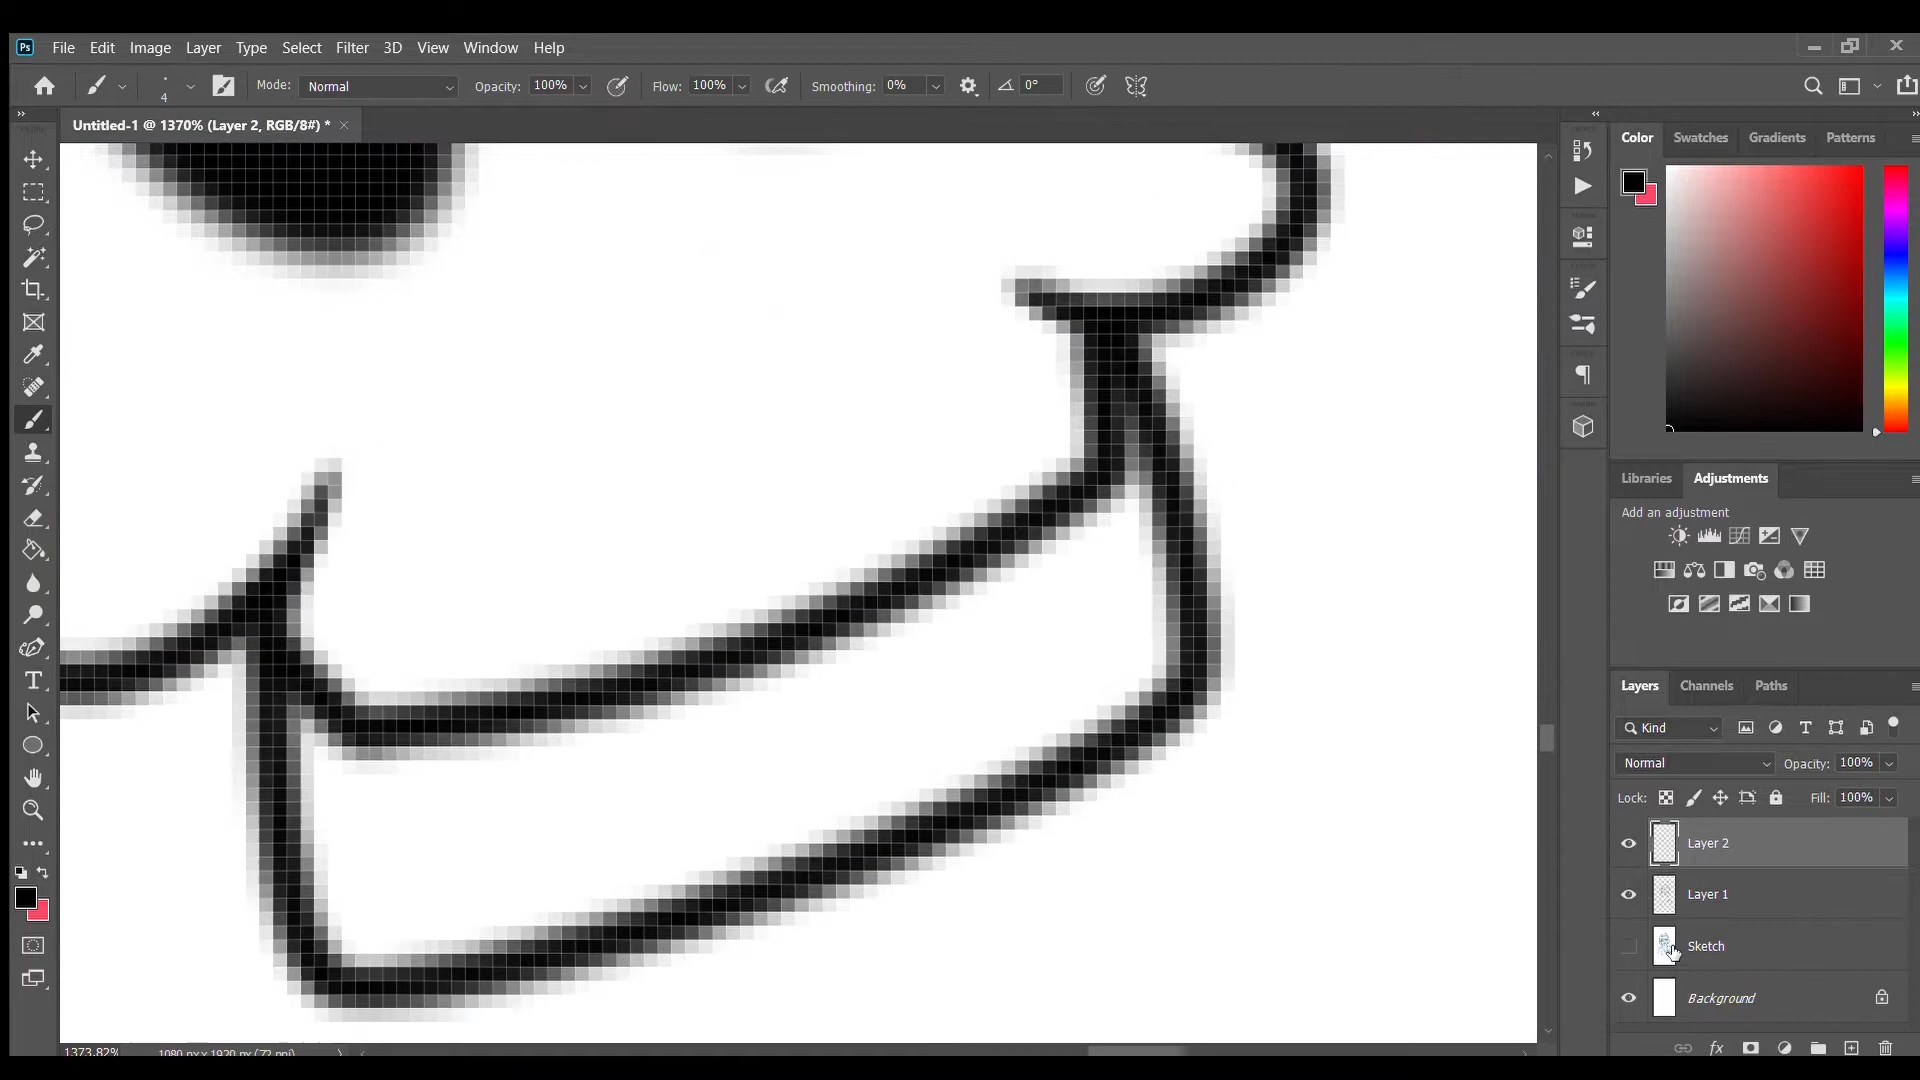 Ps File Edit Image Layer Type Select Filter 3D View Window Help
4 Mode: Normal Opacity: 100% Flow: 100% Smoothing: 0% 0°
Untitled-1 @ 1370% (Layer 2, RGB/8#) *
Color Swatches Gradients Patterns
Libraries Adjustments
Add an adjustment
Layers Channels Paths
Kind
Normal Opacity: 100%
Lock: Fill: 100%
Layer 2
Layer 1
Sketch
Background
fx
1373.82% 1080 px x 1920 px (72 ppi)